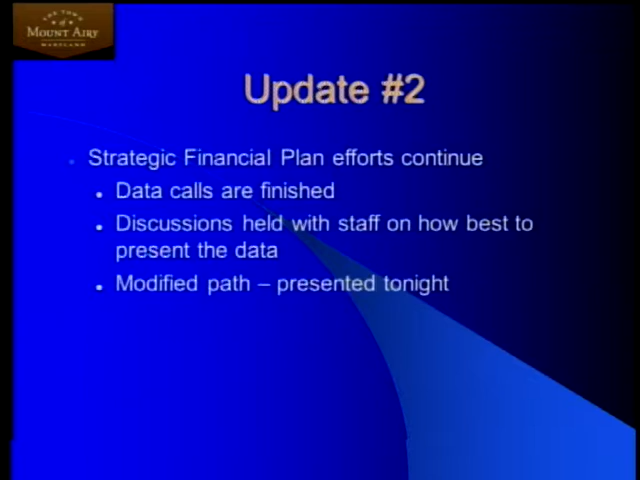 THE TOWN
of
MOUNT AIRY
MARYLAND
Update #2
Strategic Financial Plan efforts continue
Data calls are finished
Discussions held with staff on how best to
present the data
Modified path – presented tonight